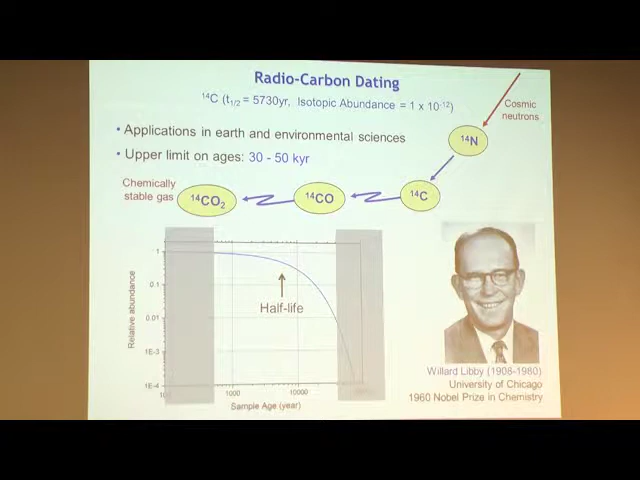 Radio-Carbon Dating
¹⁴C (t₁/₂ = 5730yr, Isotopic Abundance = 1 x 10⁻¹²)
Cosmic
neutrons
• Applications in earth and environmental sciences
¹⁴N
• Upper limit on ages: 30 - 50 kyr
Chemically
stable gas
¹⁴CO₂
¹⁴CO
¹⁴C
1
0.1
0.01
1E-3
1E-4
Relative abundance
Half-life
1000
10000
Sample Age (year)
Willard Libby (1908-1980)
University of Chicago
1960 Nobel Prize in Chemistry